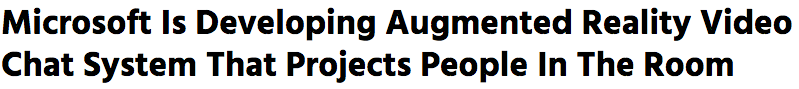 Microsoft Is Developing Augmented Reality Video
Chat System That Projects People In The Room